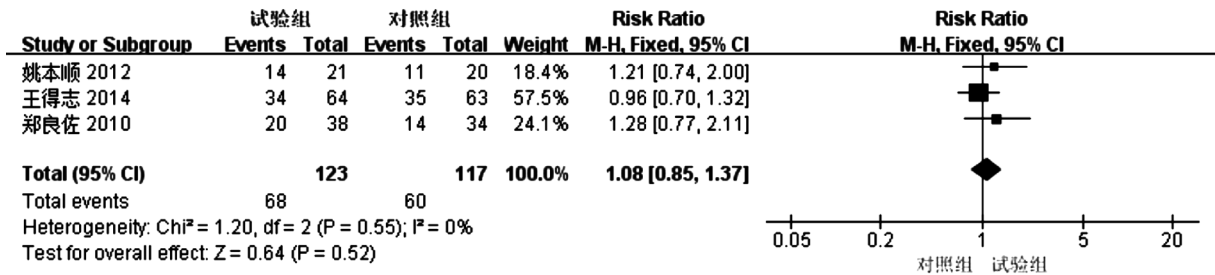 试验组 对照组 Risk Ratio Risk Ratio
Study or Subgroup Events Total Events Total Weight M-H, Fixed, 95% CI M-H, Fixed, 95% CI
姚本顺 2012 14 21 11 20 18.4% 1.21 [0.74, 2.00]
王得志 2014 34 64 35 63 57.5% 0.96 [0.70, 1.32]
郑良佐 2010 20 38 14 34 24.1% 1.28 [0.77, 2.11]
Total (95% CI) 123 117 100.0% 1.08 [0.85, 1.37]
Total events 68 60
Heterogeneity: Chi² = 1.20, df = 2 (P = 0.55); I² = 0%
Test for overall effect: Z = 0.64 (P = 0.52)
0.05 0.2 1 5 20
对照组 试验组